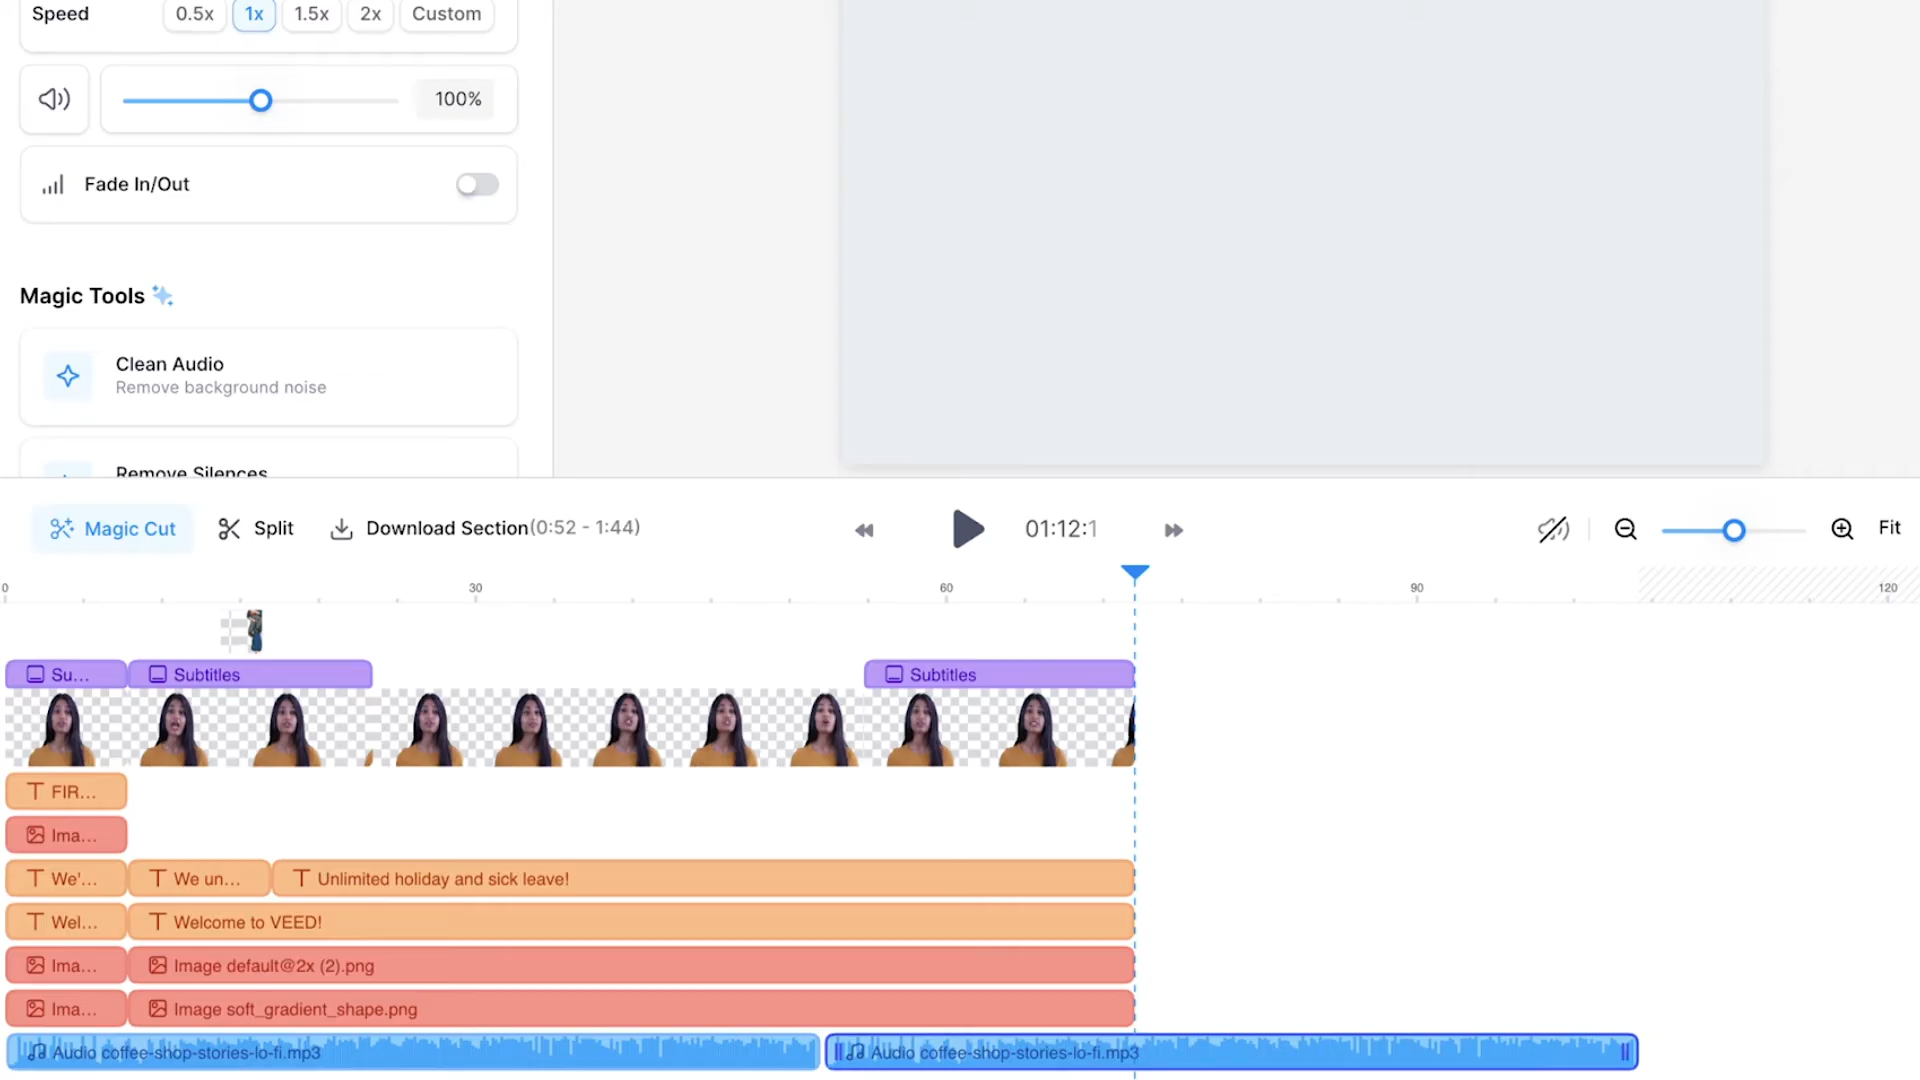 Speed 0.5x 1x 1.5x 2x Custom
100%
Fade In/Out
Magic Tools
Clean Audio
Remove background noise
Remove Silences
Magic Cut Split Download Section(0:52 - 1:44) 01:12:1 Fit
0 30 60 90 120
Su... Subtitles Subtitles
FIR...
Ima...
We'... We un... Unlimited holiday and sick leave!
Wel... Welcome to VEED!
Ima... Image default@2x (2).png
Ima... Image soft_gradient_shape.png
Audio coffee-shop-stories-lo-fi.mp3 Audio coffee-shop-stories-lo-fi.mp3